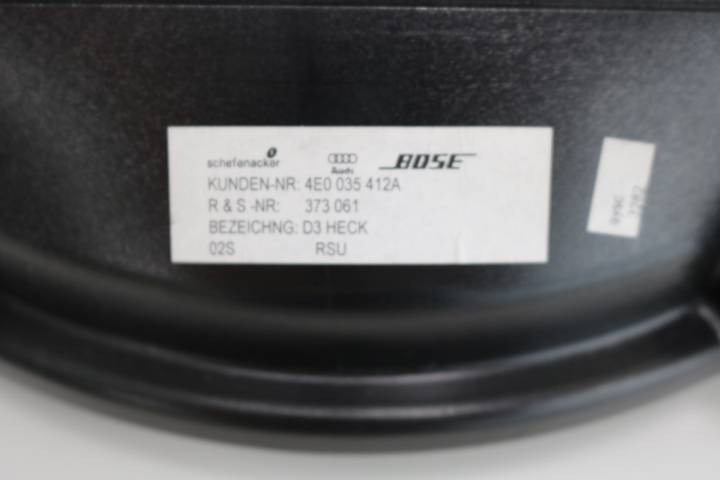 schefenacker Audi BOSE
KUNDEN-NR: 4E0 035 412A
R & S -NR: 373 061
BEZEICHNG: D3 HECK
02S RSU